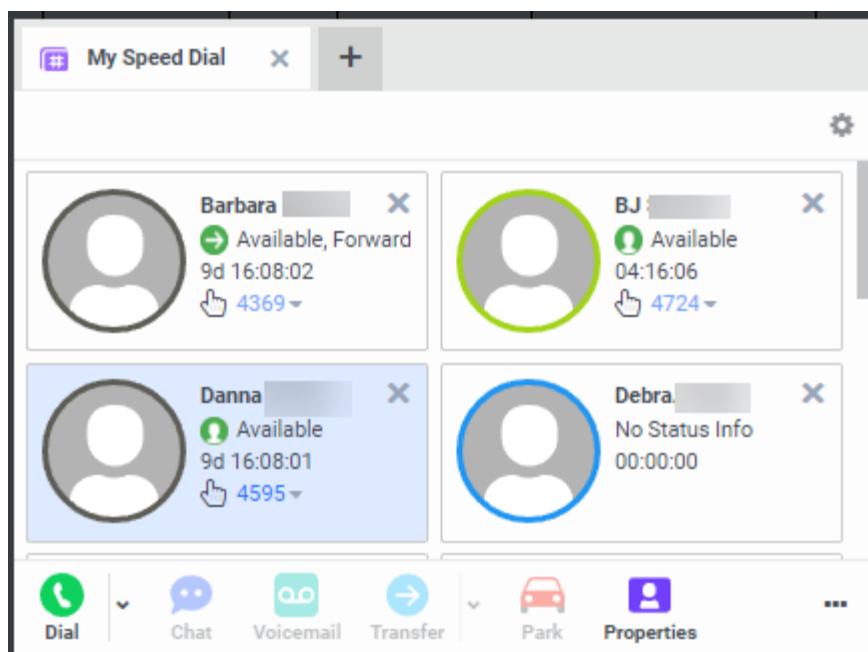 My Speed Dial
Barbara
Available, Forward
9d 16:08:02
4369
BJ
Available
04:16:06
4724
Danna
Available
9d 16:08:01
4595
Debra
No Status Info
00:00:00
Dial
Chat
Voicemail
Transfer
Park
Properties